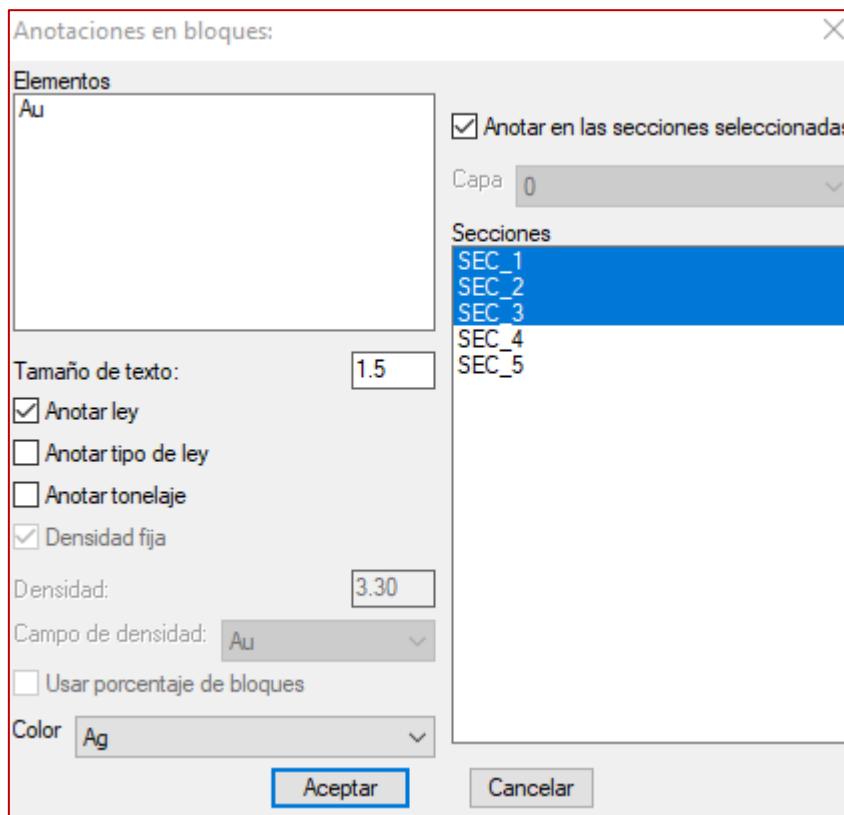 Anotaciones en bloques:
Elementos
Au
Anotar en las secciones seleccionadas
Capa 0
Secciones
SEC_1
SEC_2
SEC_3
SEC_4
SEC_5
Tamaño de texto: 1.5
Anotar ley
Anotar tipo de ley
Anotar tonelaje
Densidad fija
Densidad: 3.30
Campo de densidad: Au
Usar porcentaje de bloques
Color Ag
Aceptar Cancelar